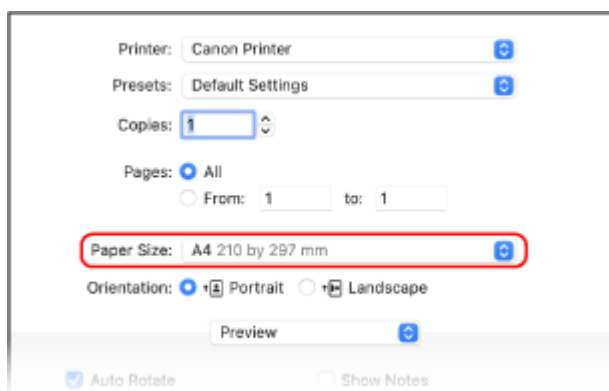 Printer: Canon Printer
Presets: Default Settings
Copies: 1
Pages: All
From: 1 to: 1
Paper Size: A4 210 by 297 mm
Orientation: Portrait Landscape
Preview
Auto Rotate Show Notes